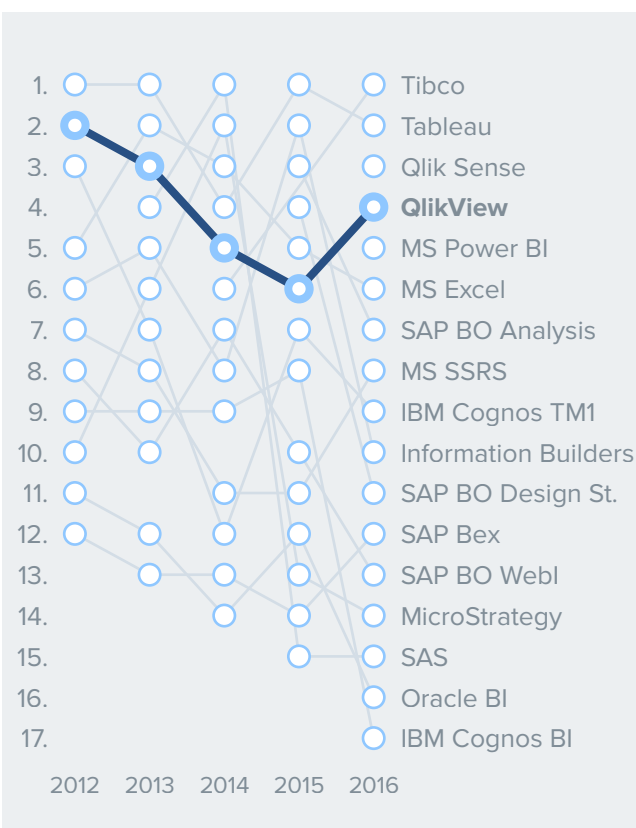 1. Tibco
2. Tableau
3. Qlik Sense
4. QlikView
5. MS Power BI
6. MS Excel
7. SAP BO Analysis
8. MS SSRS
9. IBM Cognos TM1
10. Information Builders
11. SAP BO Design St.
12. SAP Bex
13. SAP BO WebI
14. MicroStrategy
15. SAS
16. Oracle BI
17. IBM Cognos BI
2012 2013 2014 2015 2016